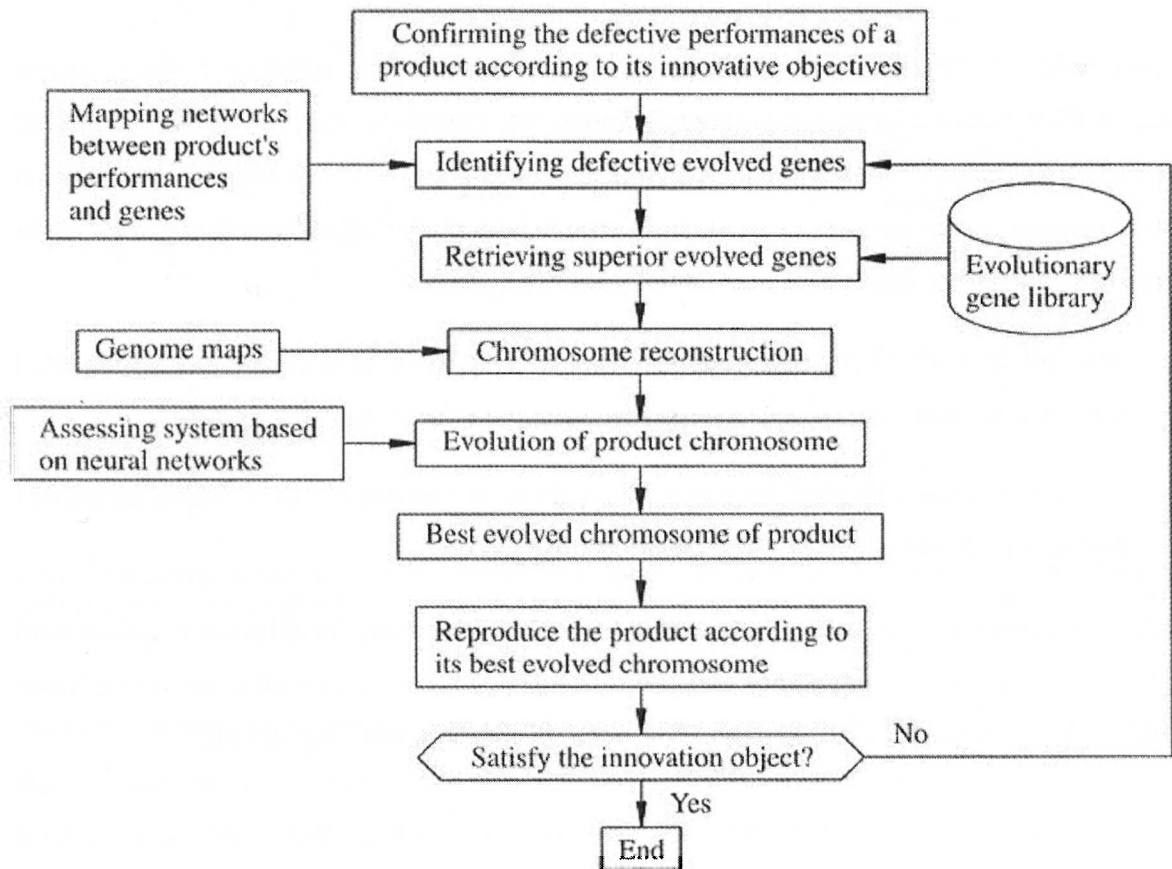 Confirming the defective performances of a
product according to its innovative objectives
Mapping networks
between product's
performances
and genes
Identifying defective evolved genes
Retrieving superior evolved genes
Evolutionary
gene library
Genome maps
Chromosome reconstruction
Assessing system based
on neural networks
Evolution of product chromosome
Best evolved chromosome of product
Reproduce the product according to
its best evolved chromosome
Satisfy the innovation object?
No
Yes
End